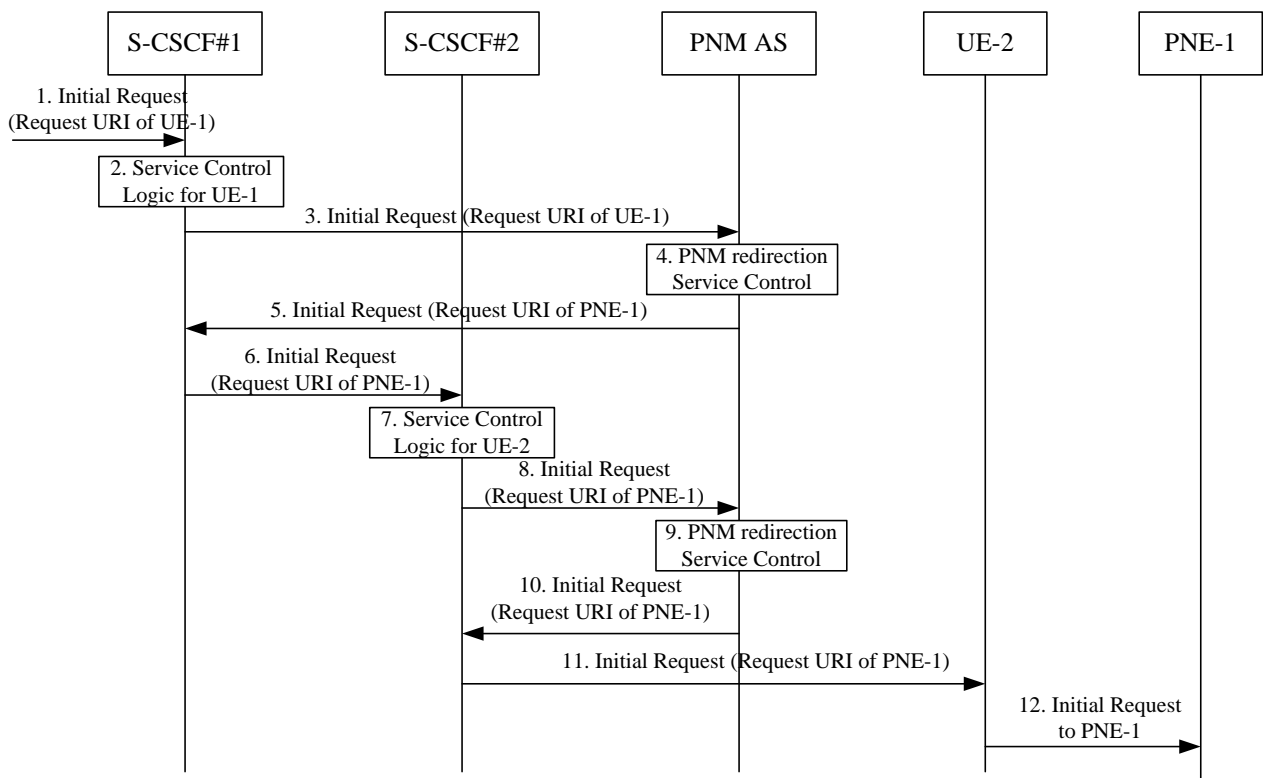 S-CSCF#1
S-CSCF#2
PNM AS
UE-2
PNE-1
1. Initial Request
(Request URI of UE-1)
2. Service Control
Logic for UE-1
3. Initial Request (Request URI of UE-1)
4. PNM redirection
Service Control
5. Initial Request (Request URI of PNE-1)
6. Initial Request
(Request URI of PNE-1)
7. Service Control
Logic for UE-2
8. Initial Request
(Request URI of PNE-1)
9. PNM redirection
Service Control
10. Initial Request
(Request URI of PNE-1)
11. Initial Request (Request URI of PNE-1)
12. Initial Request
to PNE-1